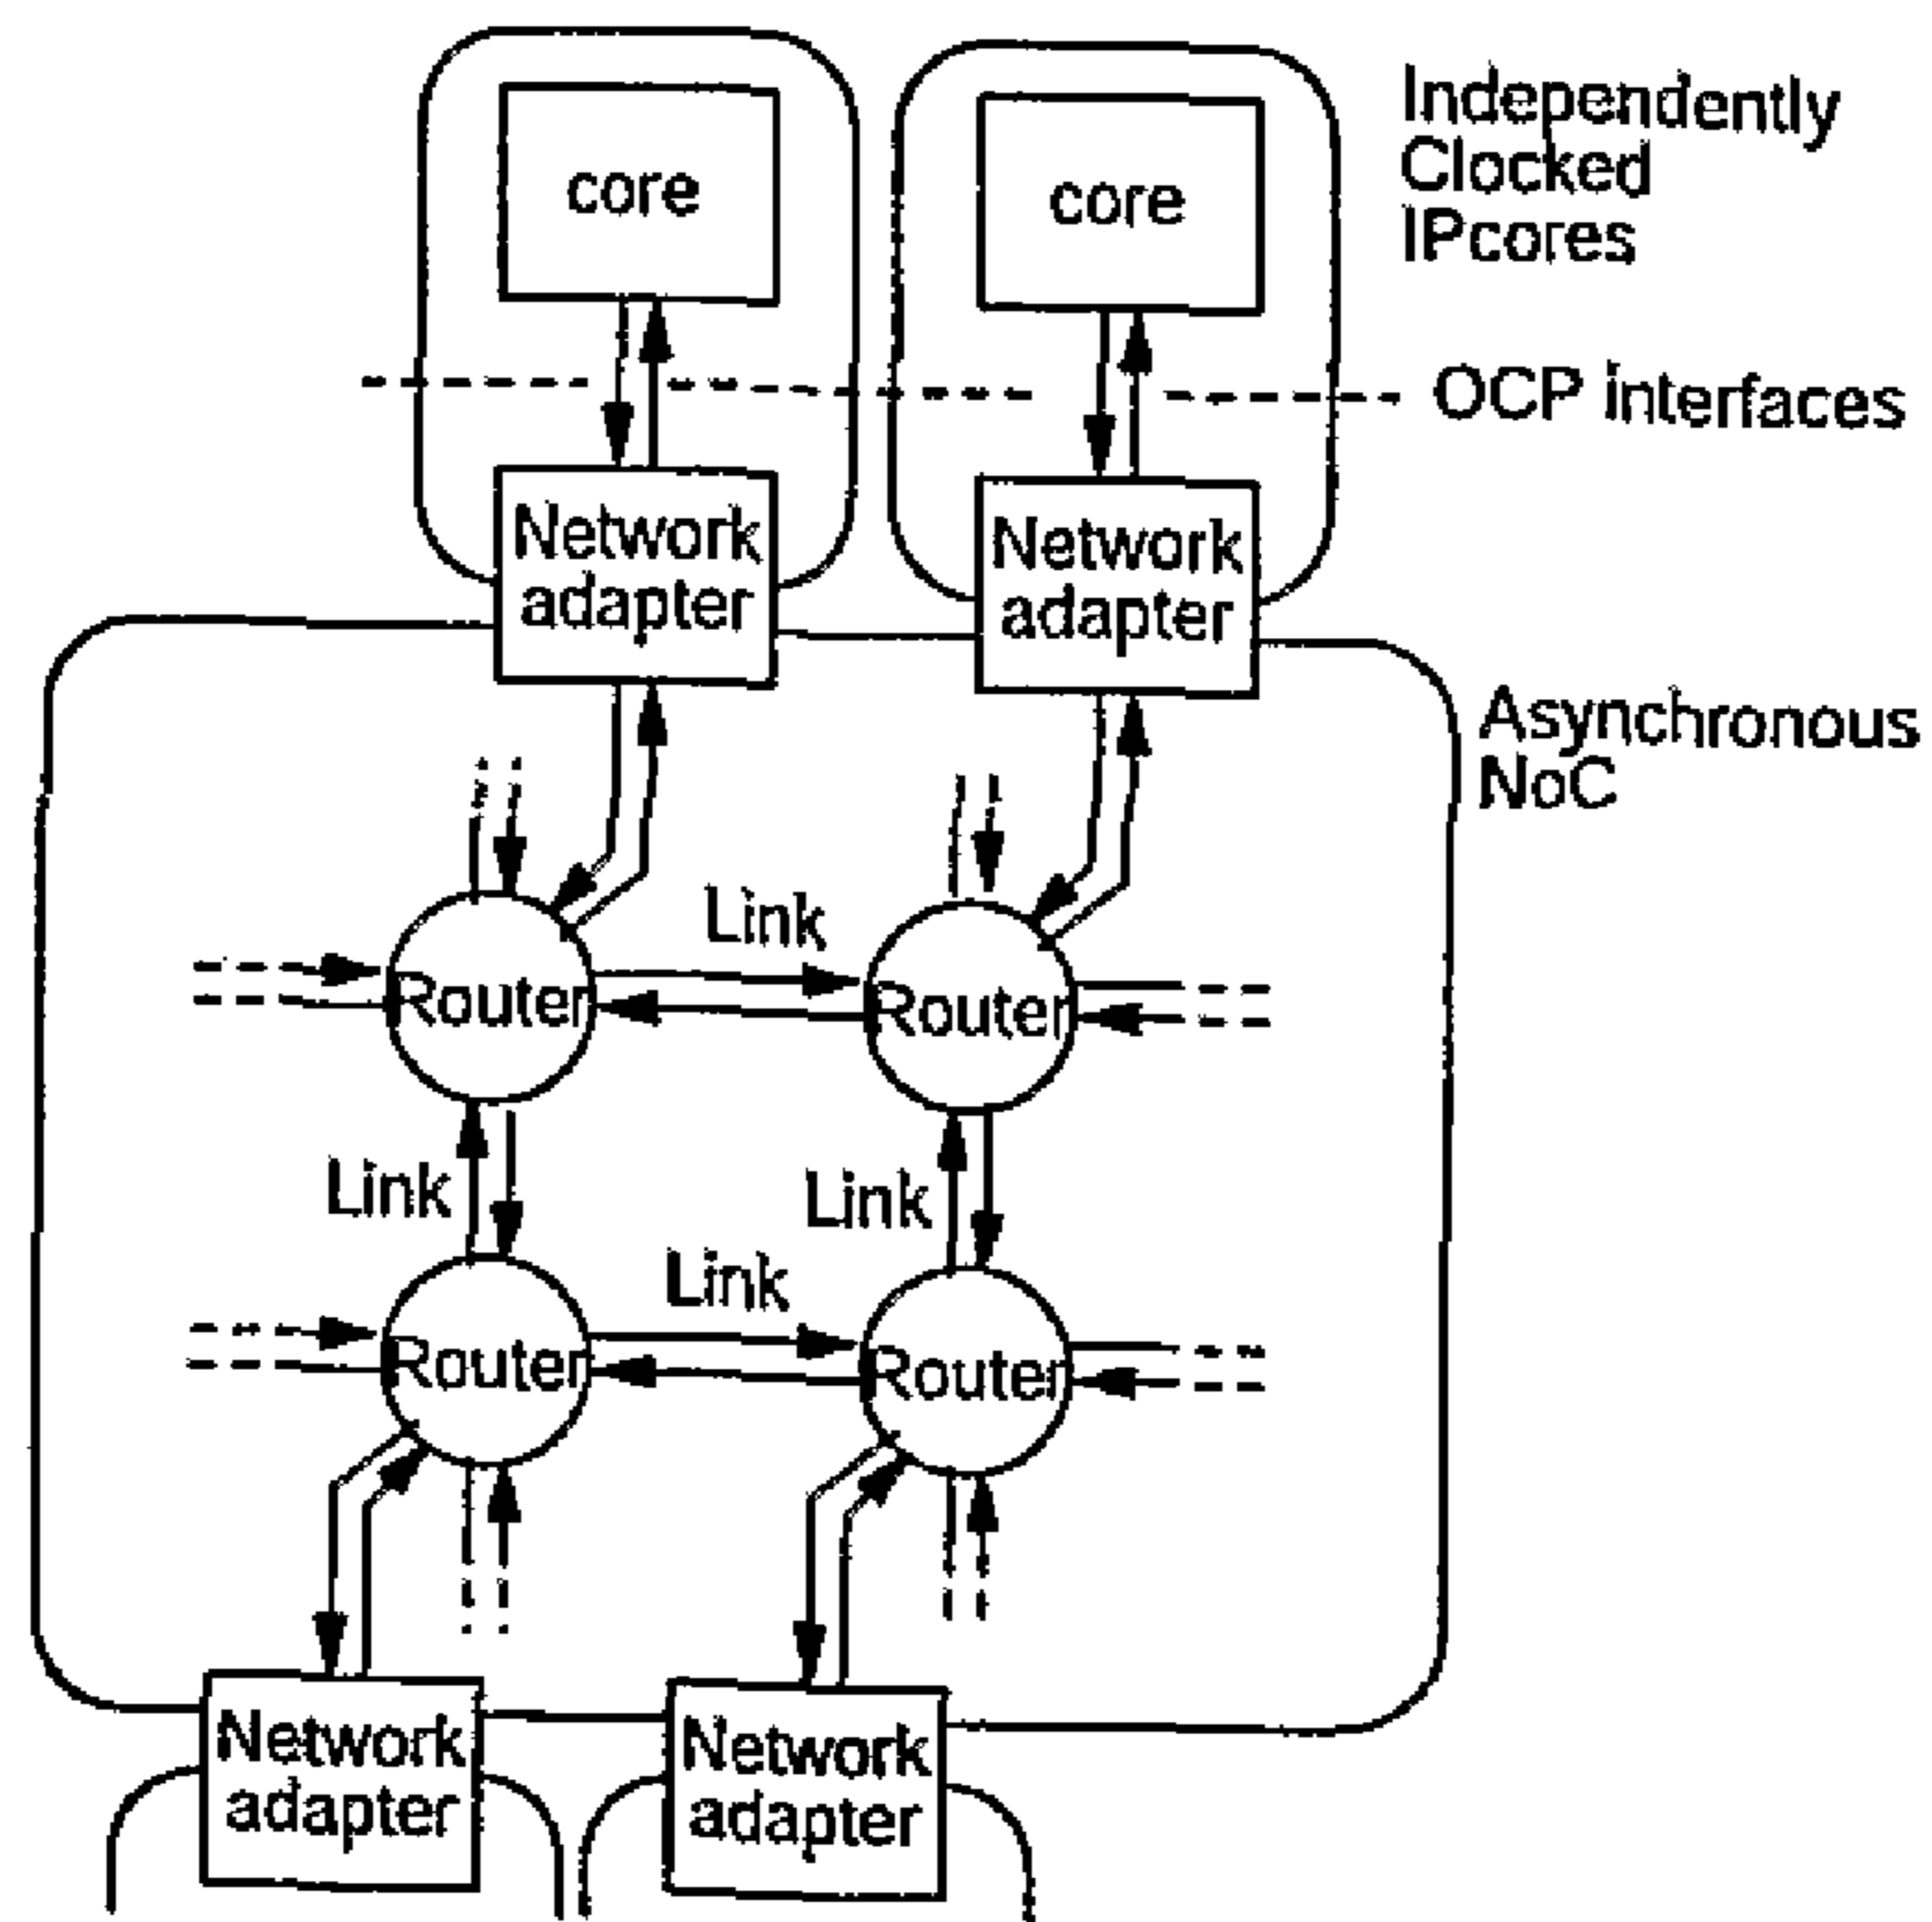 Independently
Clocked
IPcores
core
core
OCP interfaces
Network
adapter
Network
adapter
Asynchronous
NoC
Link
Router
Router
Link
Link
Link
Router
Router
Network
adapter
Network
adapter